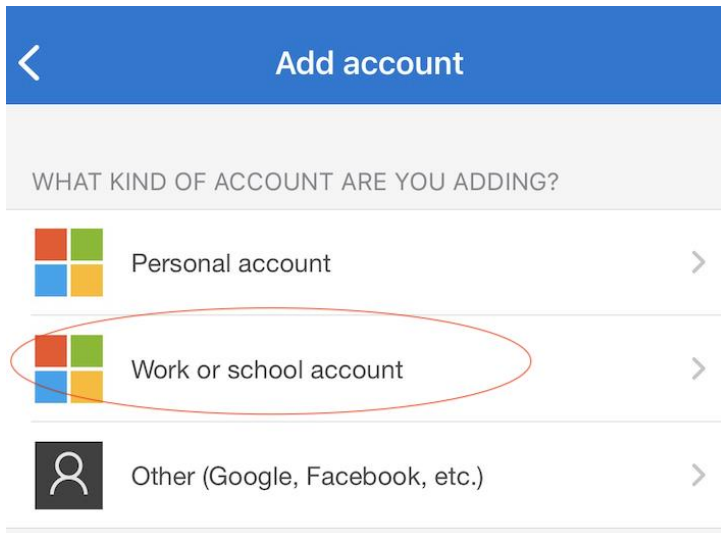 Add account
WHAT KIND OF ACCOUNT ARE YOU ADDING?
Personal account
Work or school account
Other (Google, Facebook, etc.)